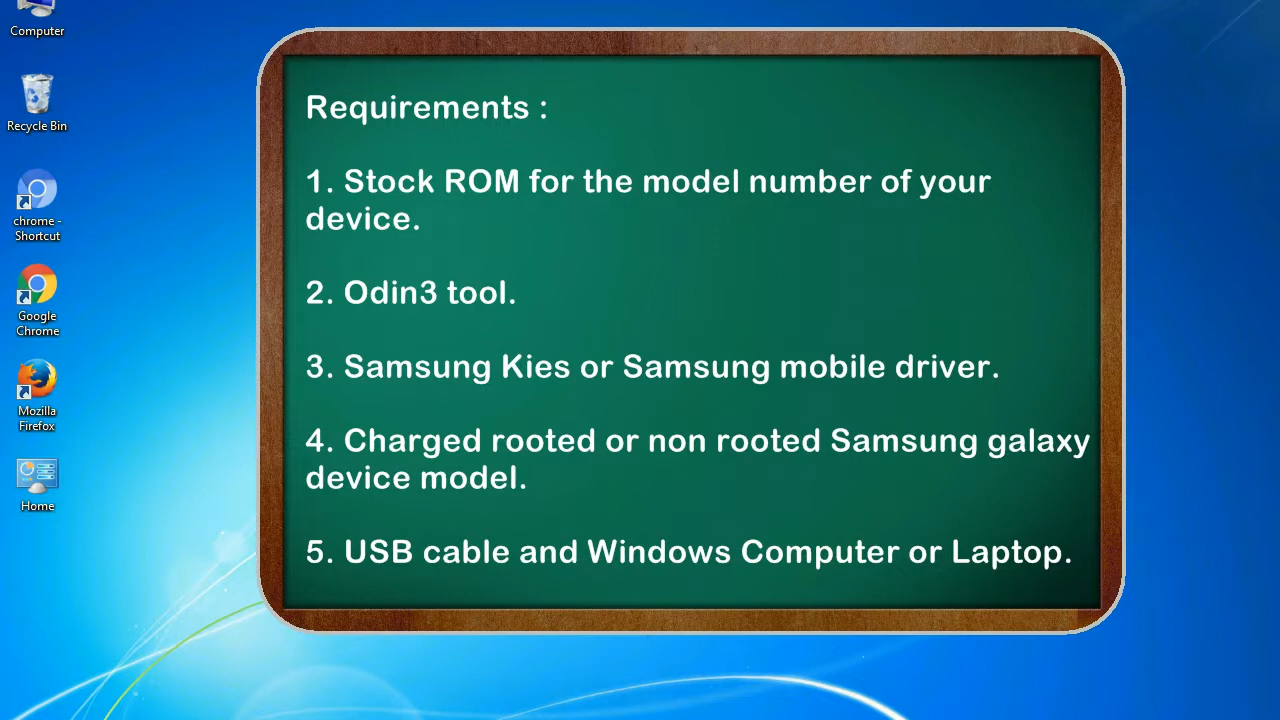 Computer
Recycle Bin
chrome -
Shortcut
Google
Chrome
Mozilla
Firefox
Home
Requirements :
1. Stock ROM for the model number of your
device.
2. Odin3 tool.
3. Samsung Kies or Samsung mobile driver.
4. Charged rooted or non rooted Samsung galaxy
device model.
5. USB cable and Windows Computer or Laptop.